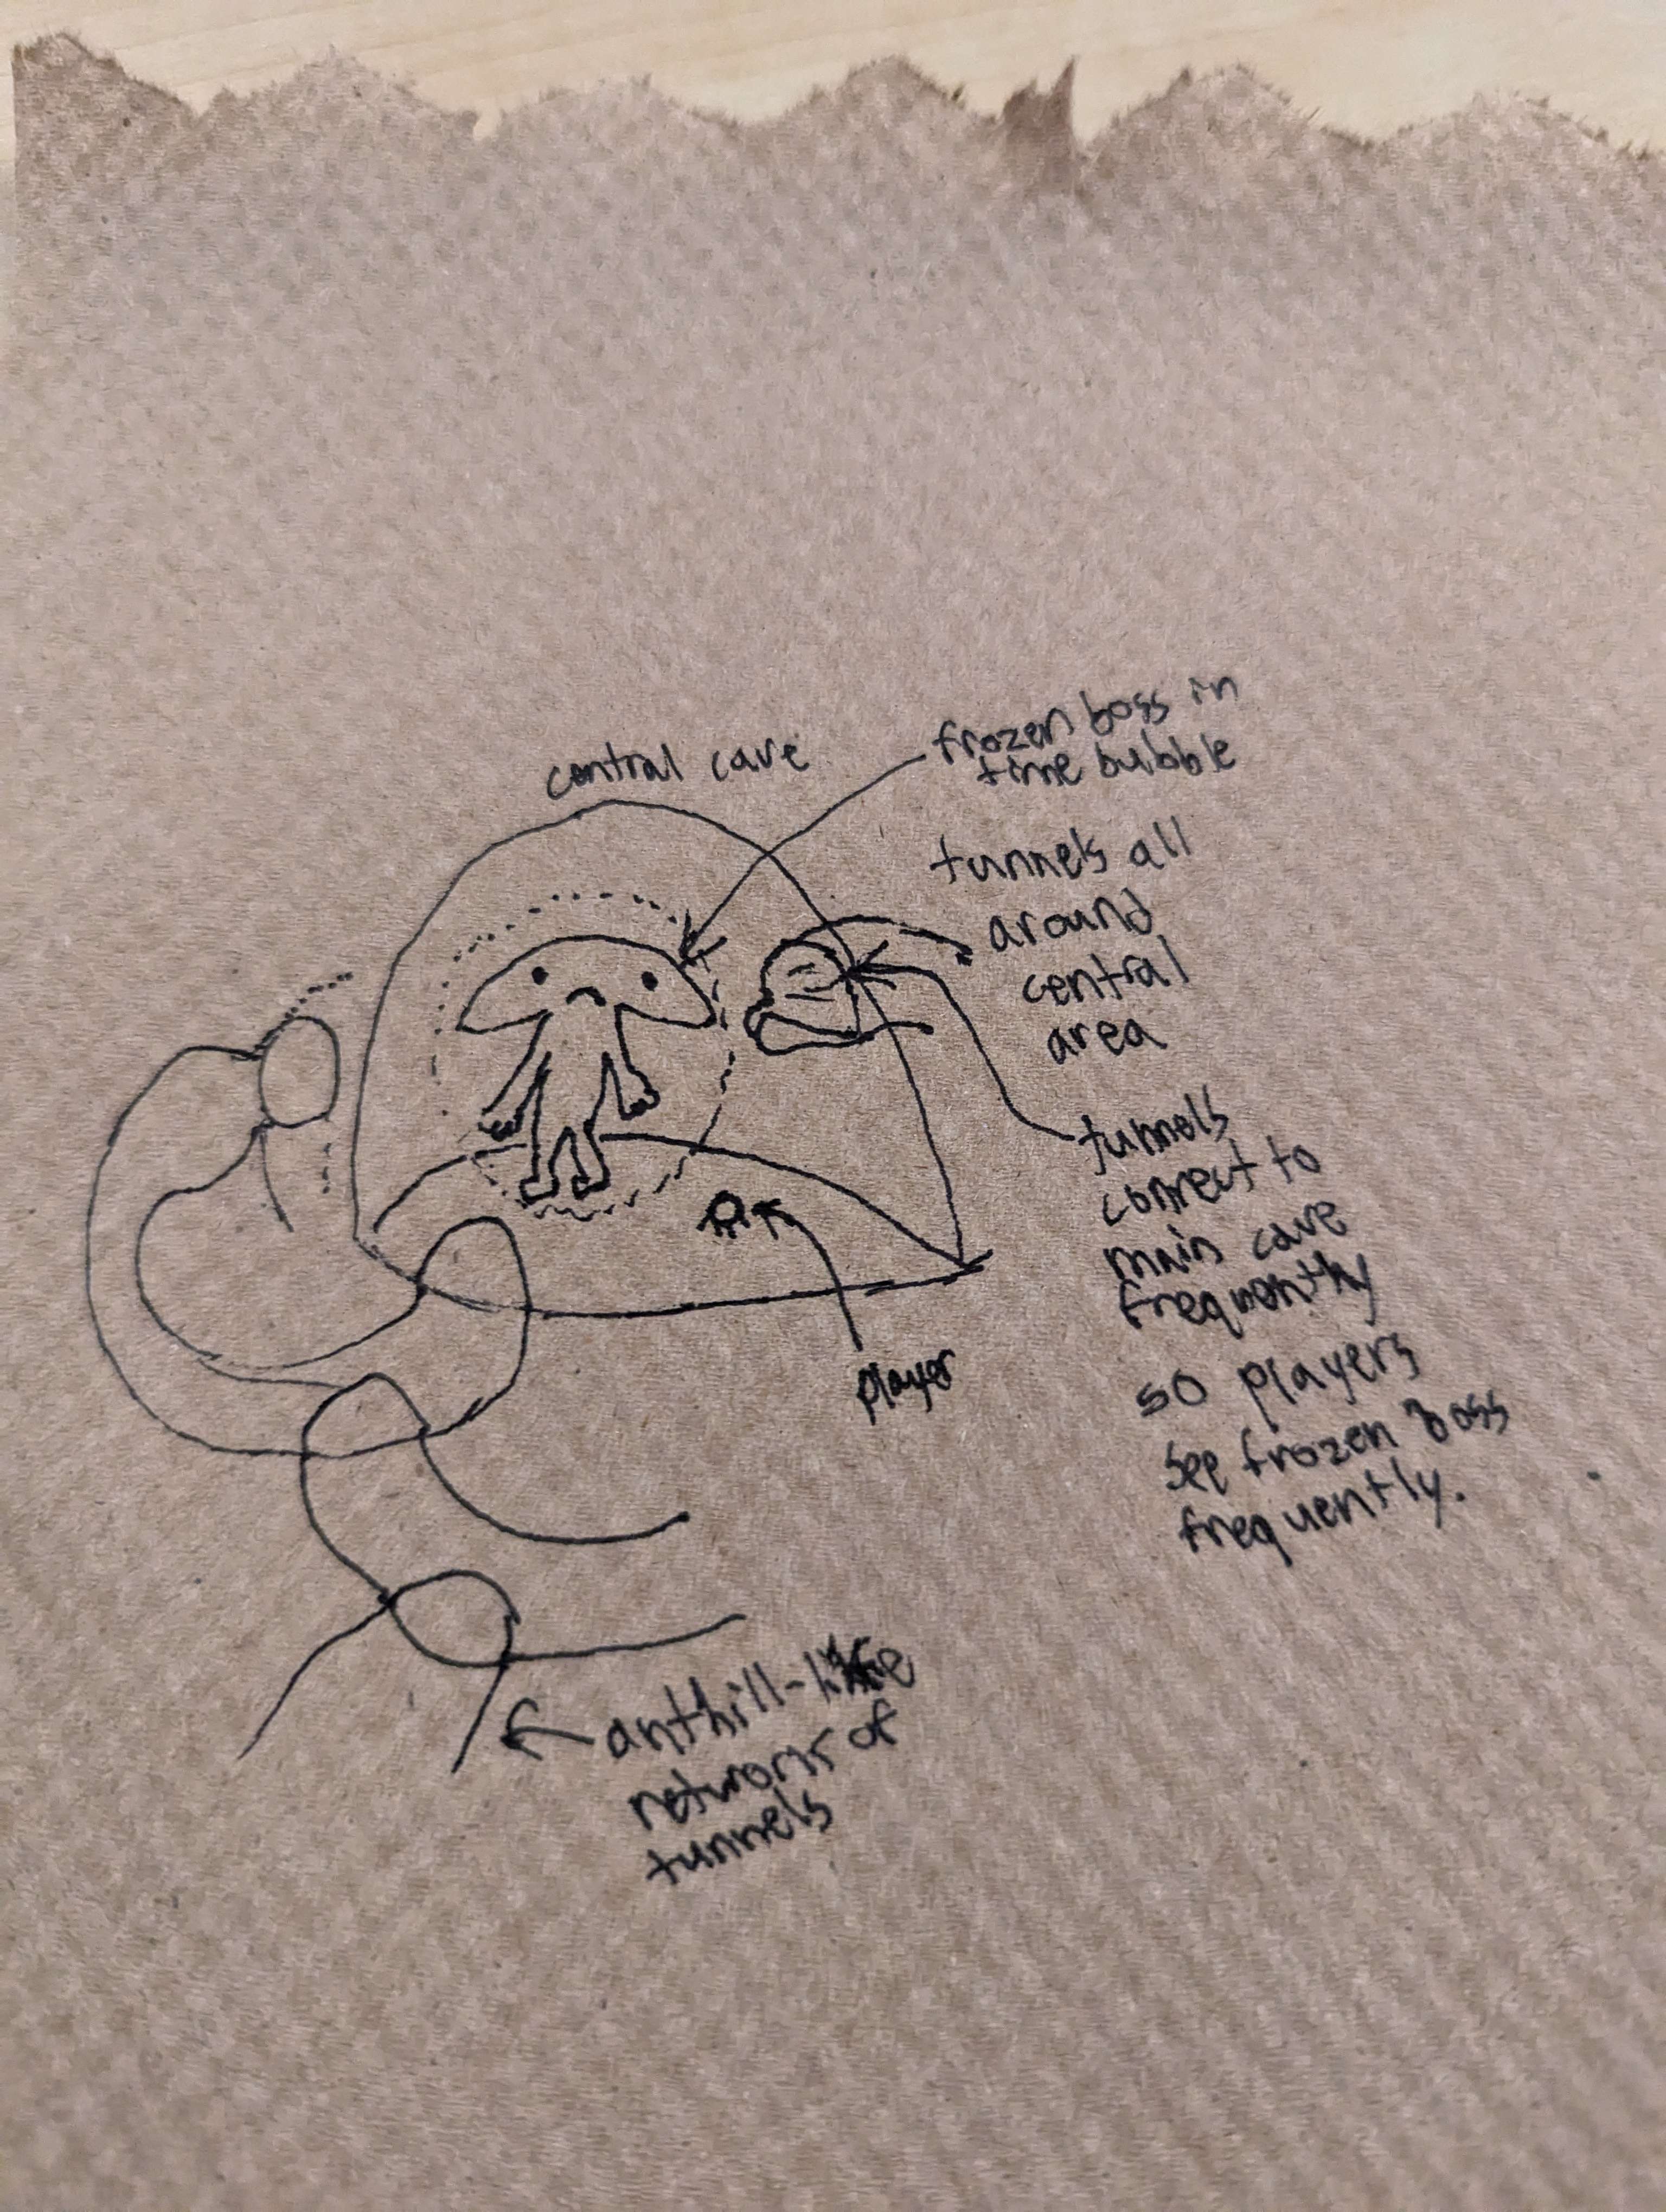 central cave
frozen boss in
time bubble
tunnels all
around
central
area
tunnels
connect to
main cave
frequently
so players
see frozen boss
frequently.
player
anthill-like
network of
tunnels